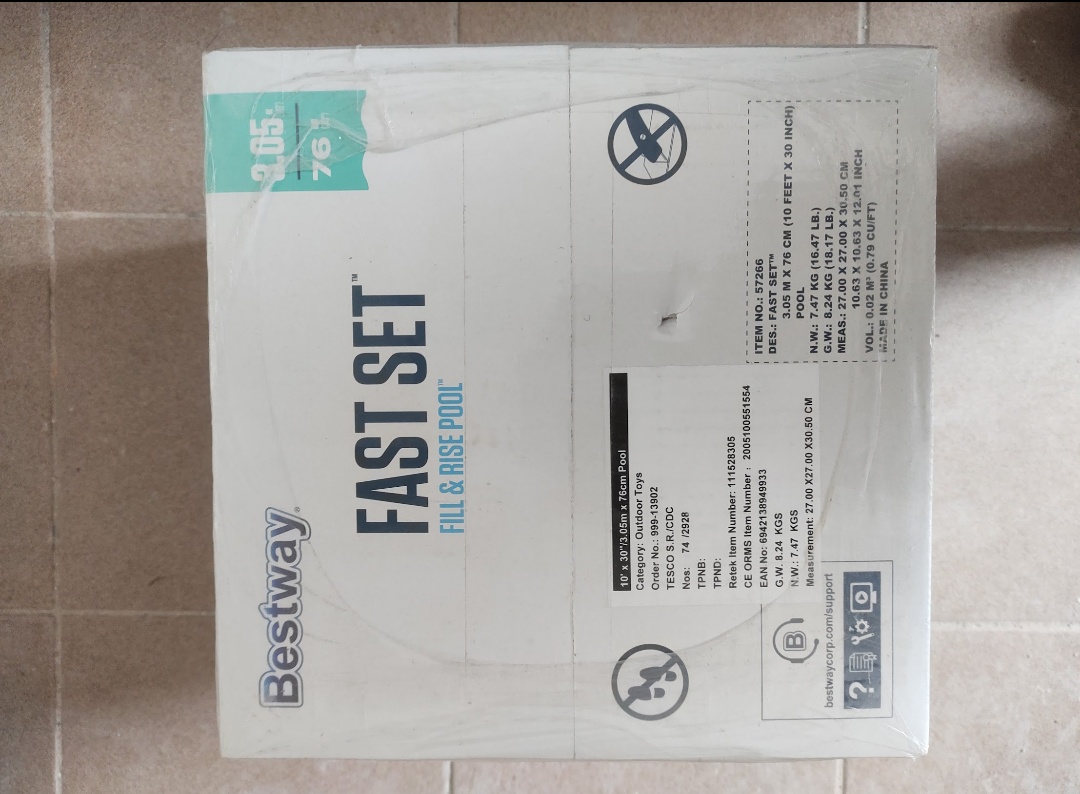 Bestway®
FAST SET™
FILL & RISE POOL™
3.05 m
76 cm
10' x 30"/3.05m x 76cm Pool
Category: Outdoor Toys
Order No.: 999-13902
TESCO S.R./CDC
Nos: 74 /2928
TPNB:
TPND:
Retek Item Number: 111528305
CE ORMS Item Number : 2005100551554
EAN No: 6942138949933
G.W. 8.24 KGS
N.W.: 7.47 KGS
Measurement: 27.00 X27.00 X30.50 CM
ITEM NO.: 57266
DES.: FAST SET™
3.05 M X 76 CM (10 FEET X 30 INCH)
POOL
N.W.: 7.47 KG (16.47 LB.)
G.W.: 8.24 KG (18.17 LB.)
MEAS.: 27.00 X 27.00 X 30.50 CM
10.63 X 10.63 X 12.01 INCH
VOL.: 0.02 M³ (0.79 CU/FT)
MADE IN CHINA
B
bestwaycorp.com/support
?